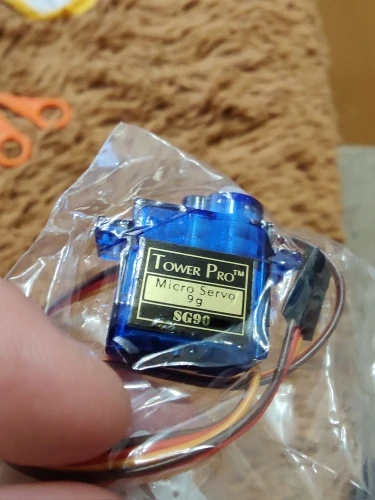 TOWER PRO™
Micro Servo
9g
SG90